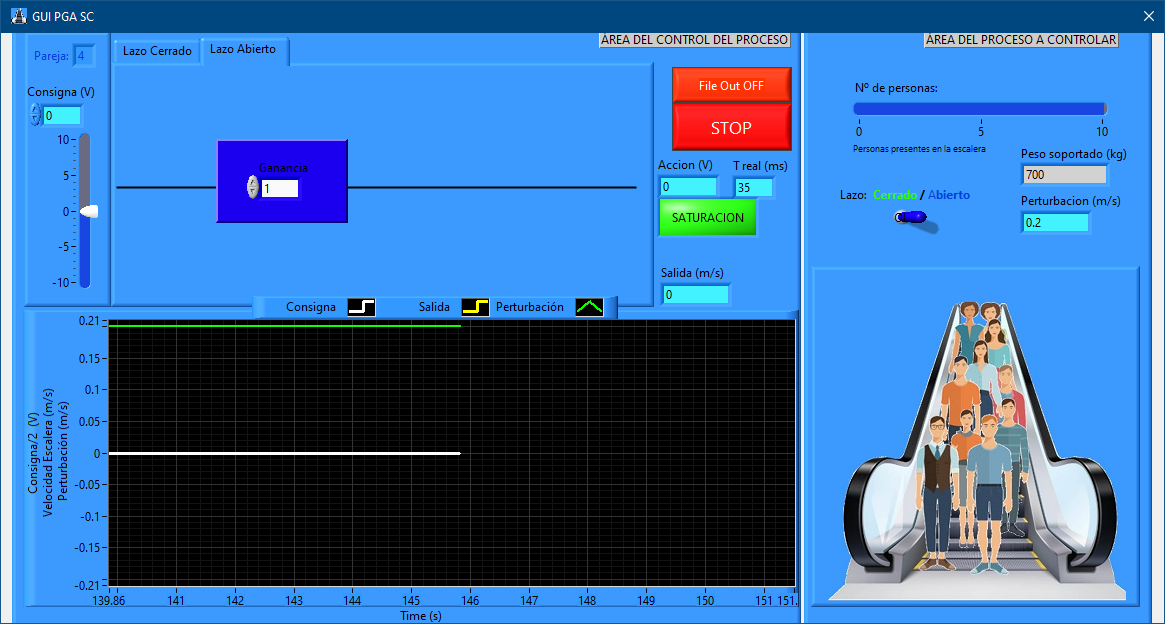 GUI PGA SC
Pareja: 4
Lazo Cerrado
Lazo Abierto
AREA DEL CONTROL DEL PROCESO
AREA DEL PROCESO A CONTROLAR
Consigna (V)
0
10
5
0
-5
-10
Ganancia
1
File Out OFF
STOP
Accion (V)
T real (ms)
0
35
SATURACION
Salida (m/s)
0
Nº de personas:
0 5 10
Personas presentes en la escalera
Peso soportado (kg)
700
Lazo: Cerrado / Abierto
Perturbacion (m/s)
0.2
Consigna
Salida
Perturbación
Consigna/2 (V)
Velocidad Escalera (m/s)
Perturbación (m/s)
0.21
0.15
0.1
0.05
0
-0.05
-0.1
-0.15
-0.21
139.86 141 142 143 144 145 146 147 148 149 150 151 151.
Time (s)